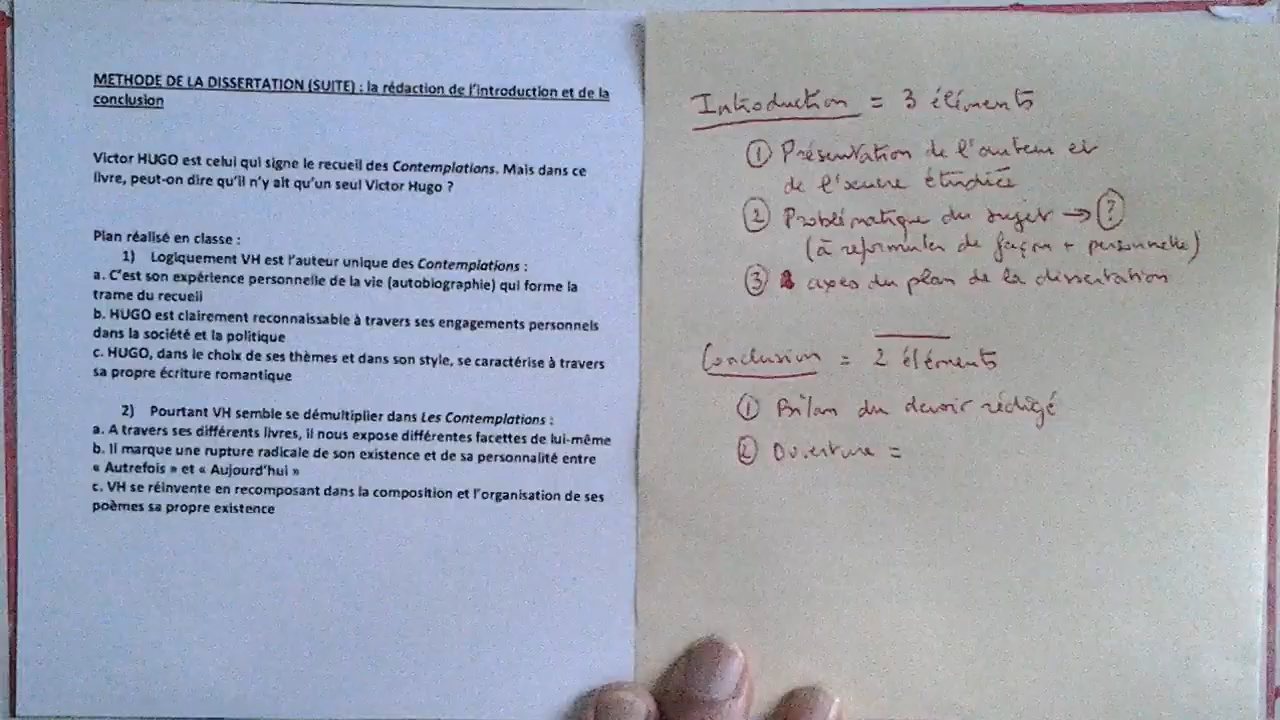 METHODE DE LA DISSERTATION (SUITE) : la rédaction de l'introduction et de la
conclusion
Victor HUGO est celui qui signe le recueil des Contemplations. Mais dans ce
livre, peut-on dire qu'il n'y ait qu'un seul Victor Hugo ?
Plan réalisé en classe :
1) Logiquement VH est l'auteur unique des Contemplations :
a. C'est son expérience personnelle de la vie (autobiographie) qui forme la
trame du recueil
b. HUGO est clairement reconnaissable à travers ses engagements personnels
dans la société et la politique
c. HUGO, dans le choix de ses thèmes et dans son style, se caractérise à travers
sa propre écriture romantique
2) Pourtant VH semble se démultiplier dans Les Contemplations :
a. A travers ses différents livres, il nous expose différentes facettes de lui-même
b. Il marque une rupture radicale de son existence et de sa personnalité entre
« Autrefois » et « Aujourd'hui »
c. VH se réinvente en recomposant dans la composition et l'organisation de ses
poèmes sa propre existence
Introduction = 3 éléments
① Présentation de l'auteur et
de l'œuvre étudiée
② Problématique du sujet → ?
(à reformuler de façon + personnelle)
③ axes du plan de la dissertation
Conclusion = 2 éléments
① Bilan du devoir rédigé
② Ouverture =